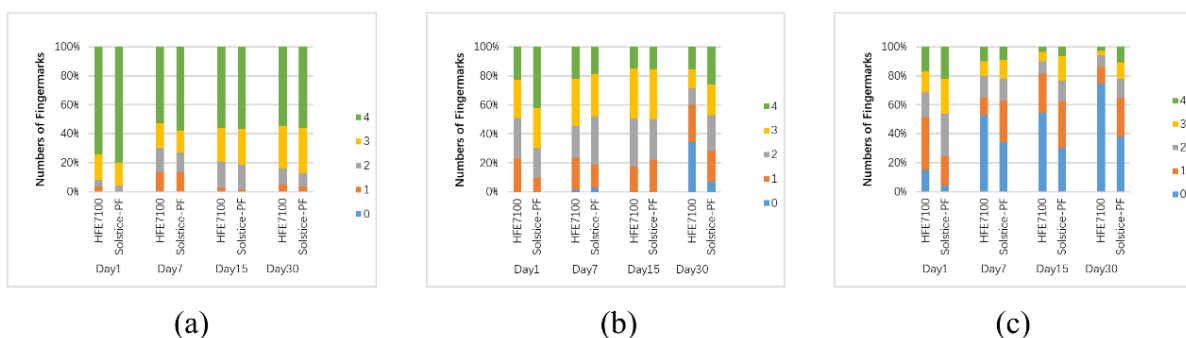 100%
80%
60%
40%
20%
0%
Numbers of Fingermarks
HFE7100
Solstice-PF
HFE7100
Solstice-PF
HFE7100
Solstice-PF
HFE7100
Solstice-PF
Day1 Day7 Day15 Day30
4
3
2
1
0
(a)
100%
80%
60%
40%
20%
0%
Numbers of Fingermarks
HFE7100
Solstice-PF
HFE7100
Solstice-PF
HFE7100
Solstice-PF
HFE7100
Solstice-PF
Day1 Day7 Day15 Day30
4
3
2
1
0
(b)
100%
80%
60%
40%
20%
0%
Numbers of Fingermarks
HFE7100
Solstice-PF
HFE7100
Solstice-PF
HFE7100
Solstice-PF
HFE7100
Solstice-PF
Day1 Day7 Day15 Day30
4
3
2
1
0
(c)